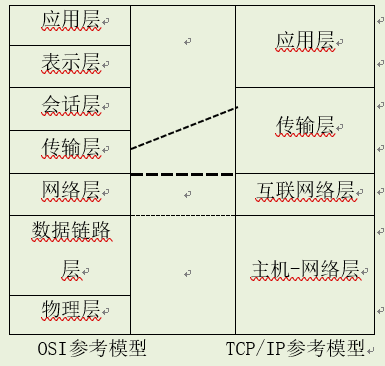 应用层
表示层
会话层
传输层
网络层
数据链路
层
物理层
应用层
传输层
互联网络层
主机-网络层
OSI参考模型
TCP/IP参考模型